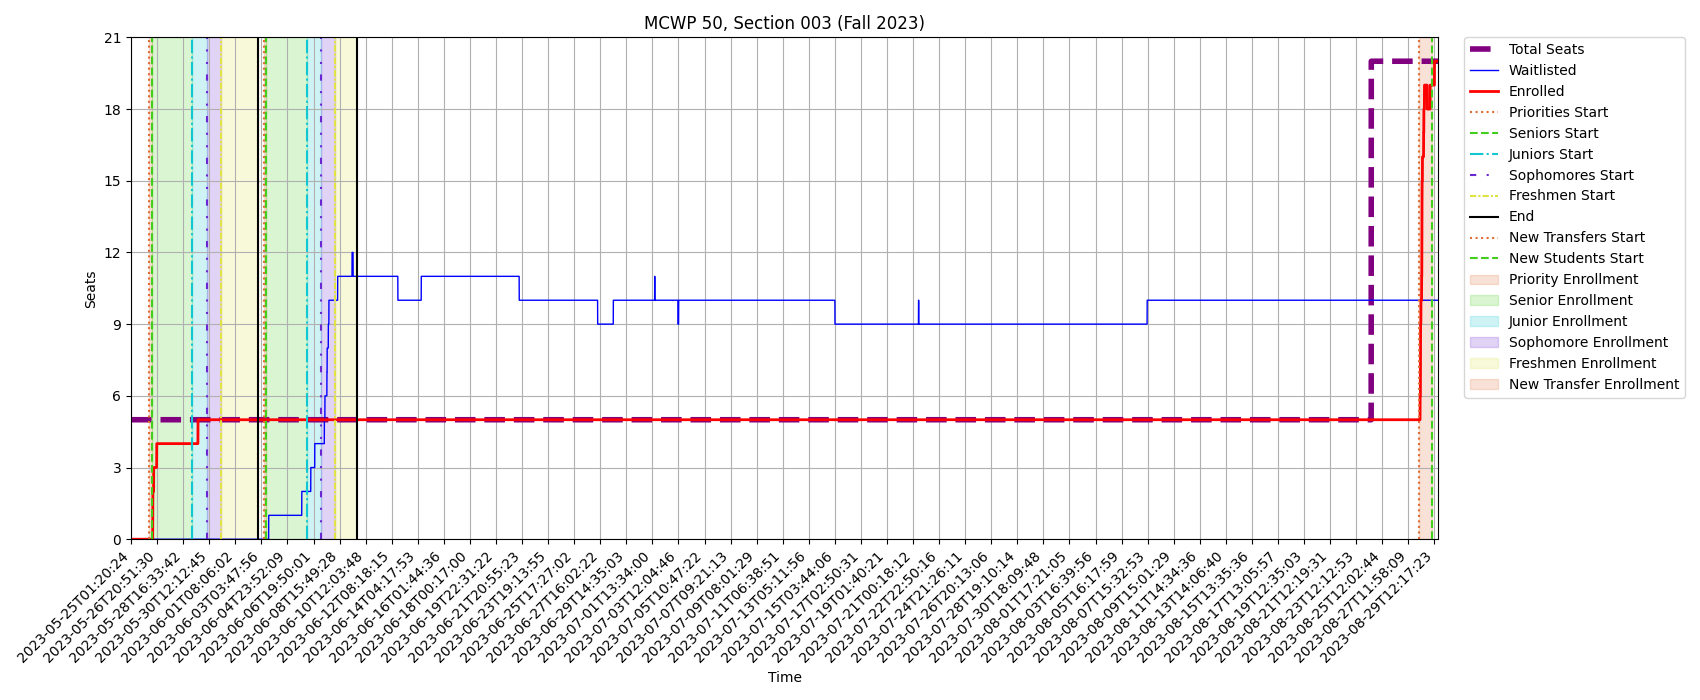 MCWP 50, Section 003 (Fall 2023)
Seats
21
18
15
12
9
6
3
0
2023-05-25T01:20:24
2023-05-26T20:51:30
2023-05-28T16:33:42
2023-05-30T12:12:45
2023-06-01T08:06:02
2023-06-03T03:47:56
2023-06-04T23:52:09
2023-06-06T19:50:01
2023-06-08T15:49:28
2023-06-10T12:03:48
2023-06-12T08:18:15
2023-06-14T04:17:53
2023-06-16T01:44:36
2023-06-18T00:17:00
2023-06-19T22:31:22
2023-06-21T20:55:23
2023-06-23T19:13:55
2023-06-25T17:27:02
2023-06-27T16:02:22
2023-06-29T14:35:03
2023-07-01T13:34:00
2023-07-03T12:04:46
2023-07-05T10:47:22
2023-07-07T09:21:13
2023-07-09T08:01:29
2023-07-11T06:38:51
2023-07-13T05:11:56
2023-07-15T03:44:06
2023-07-17T02:50:31
2023-07-19T01:40:21
2023-07-21T00:18:12
2023-07-22T22:50:16
2023-07-24T21:26:11
2023-07-26T20:13:06
2023-07-28T19:10:14
2023-07-30T18:09:48
2023-08-01T17:21:05
2023-08-03T16:39:56
2023-08-05T16:17:59
2023-08-07T15:32:53
2023-08-09T15:01:29
2023-08-11T14:34:36
2023-08-13T14:06:40
2023-08-15T13:35:36
2023-08-17T13:05:57
2023-08-19T12:35:03
2023-08-21T12:19:31
2023-08-23T12:12:53
2023-08-25T12:02:44
2023-08-27T11:58:09
2023-08-29T12:17:23
Time
Total Seats
Waitlisted
Enrolled
Priorities Start
Seniors Start
Juniors Start
Sophomores Start
Freshmen Start
End
New Transfers Start
New Students Start
Priority Enrollment
Senior Enrollment
Junior Enrollment
Sophomore Enrollment
Freshmen Enrollment
New Transfer Enrollment